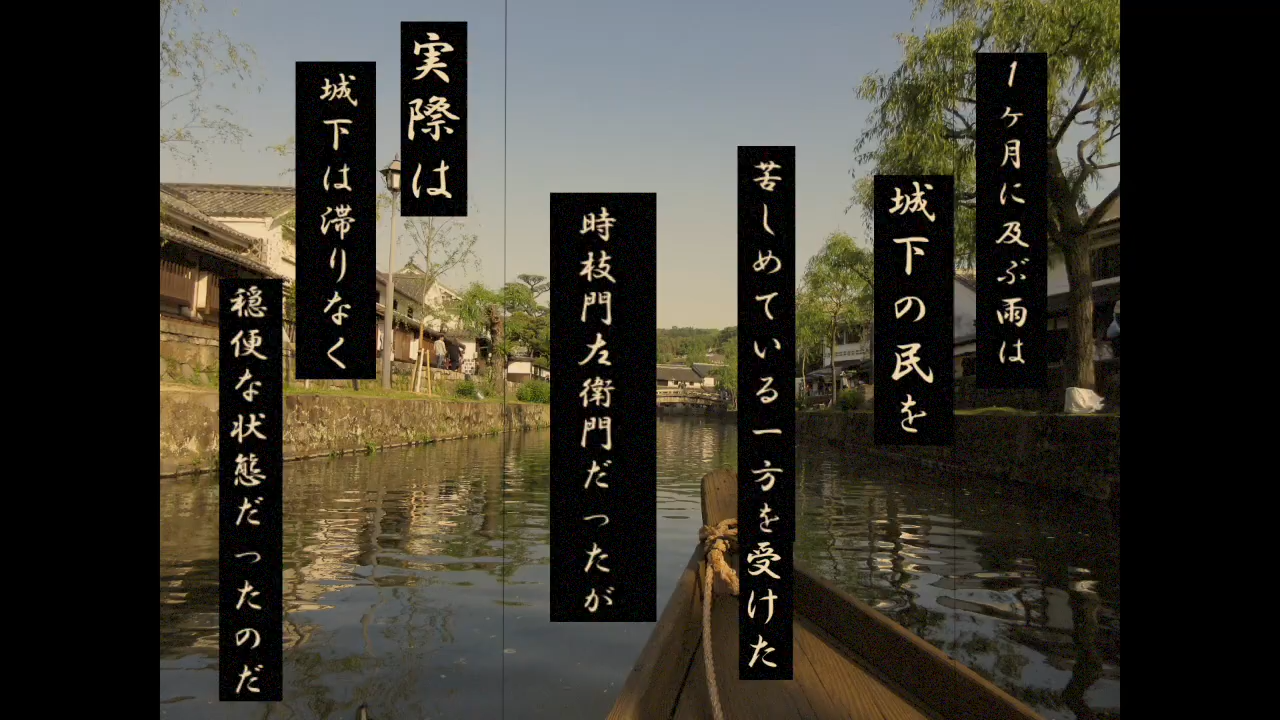 1ヶ月に及ぶ雨は
城下の民を
苦しめている一方を受けた
時枝門左衛門だったが
実際は
城下は滞りなく
穏便な状態だったのだ